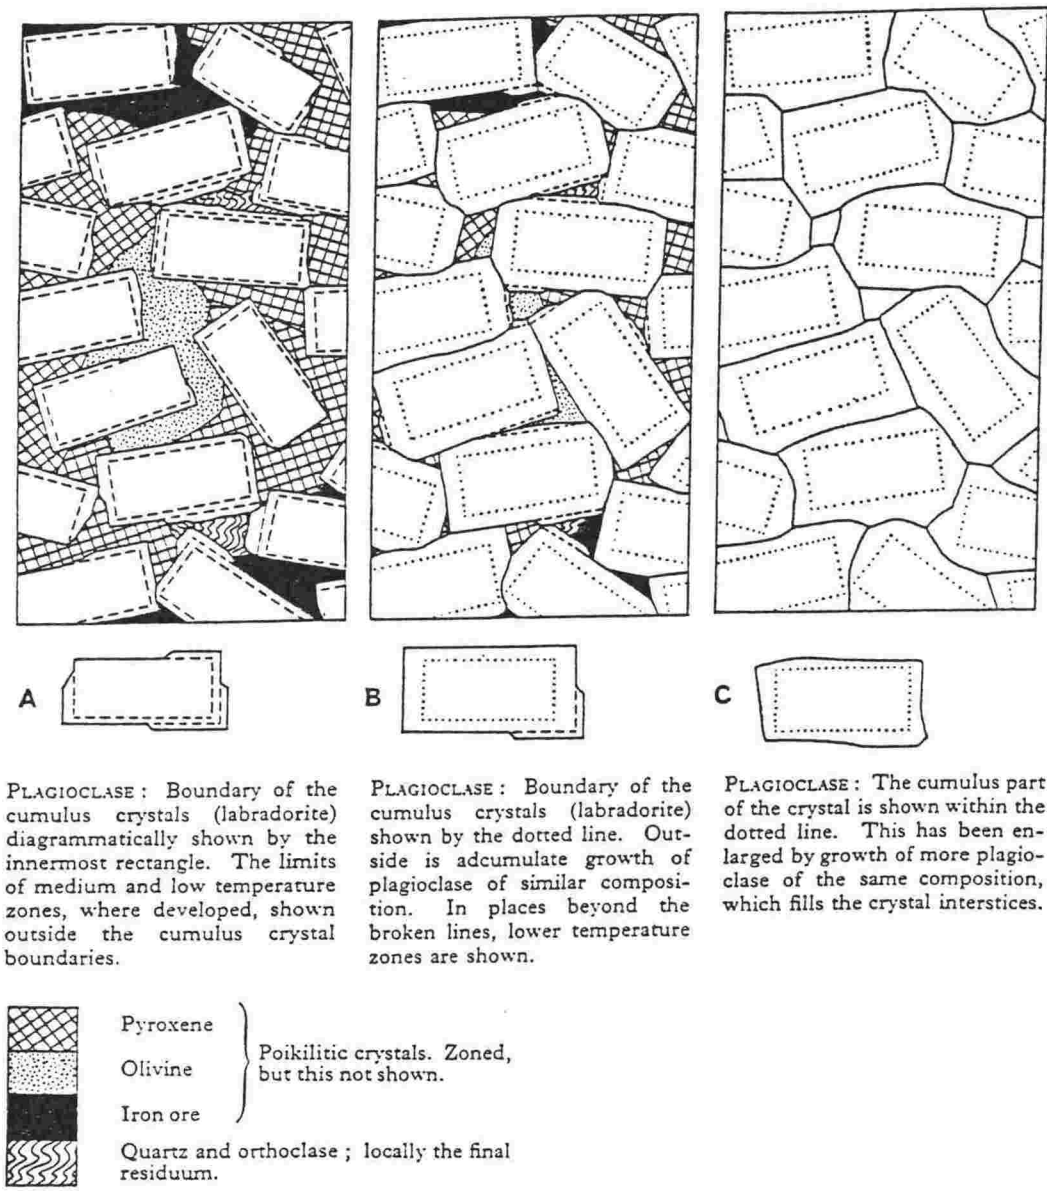 A
B
C
PLAGIOCLASE : Boundary of the
cumulus crystals (labradorite)
diagrammatically shown by the
innermost rectangle. The limits
of medium and low temperature
zones, where developed, shown
outside the cumulus crystal
boundaries.
PLAGIOCLASE : Boundary of the
cumulus crystals (labradorite)
shown by the dotted line. Out-
side is adcumulate growth of
plagioclase of similar composi-
tion. In places beyond the
broken lines, lower temperature
zones are shown.
PLAGIOCLASE : The cumulus part
of the crystal is shown within the
dotted line. This has been en-
larged by growth of more plagio-
clase of the same composition,
which fills the crystal interstices.
Pyroxene
Olivine
Iron ore
Poikilitic crystals. Zoned,
but this not shown.
Quartz and orthoclase ; locally the final
residuum.